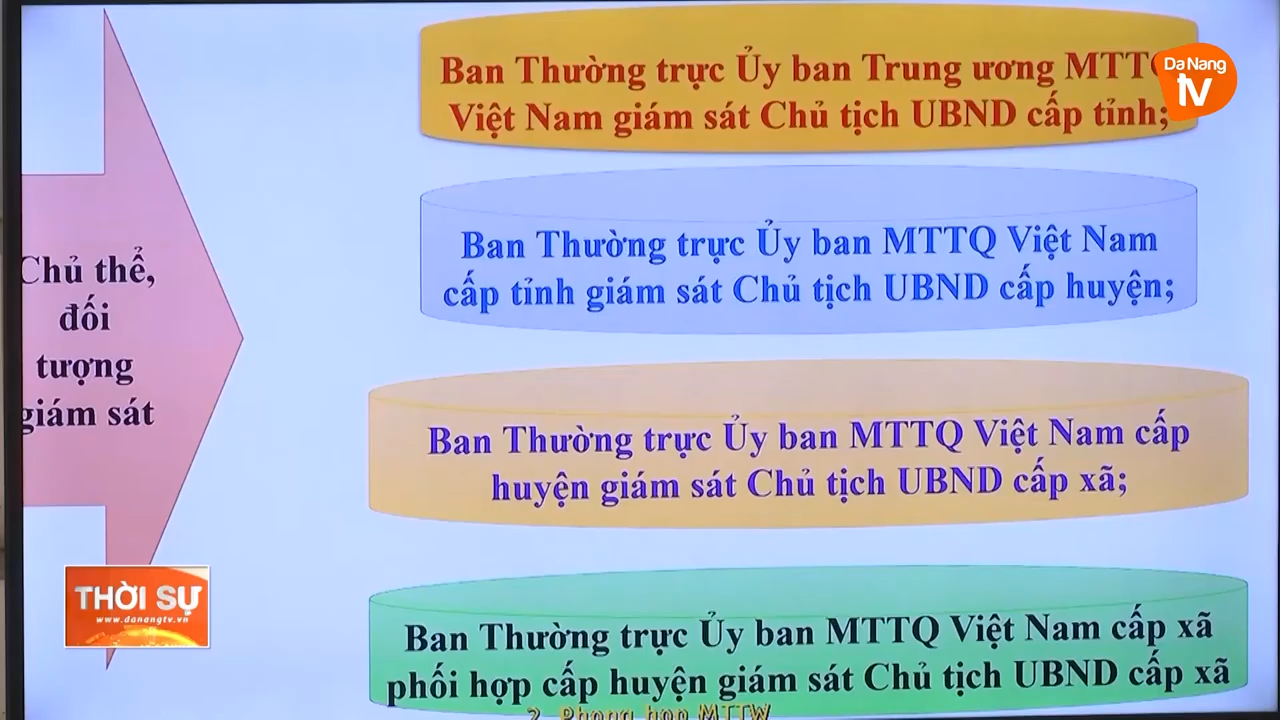 Ban Thường trực Ủy ban Trung ương MTTQ
Việt Nam giám sát Chủ tịch UBND cấp tỉnh;
Da Nang
tv
Ban Thường trực Ủy ban MTTQ Việt Nam
cấp tỉnh giám sát Chủ tịch UBND cấp huyện;
Chủ thể,
đối
tượng
giám sát
Ban Thường trực Ủy ban MTTQ Việt Nam cấp
huyện giám sát Chủ tịch UBND cấp xã;
THỜI SỰ
www.danangtv.vn
Ban Thường trực Ủy ban MTTQ Việt Nam cấp xã
phối hợp cấp huyện giám sát Chủ tịch UBND cấp xã
2. Phong hop MTTW